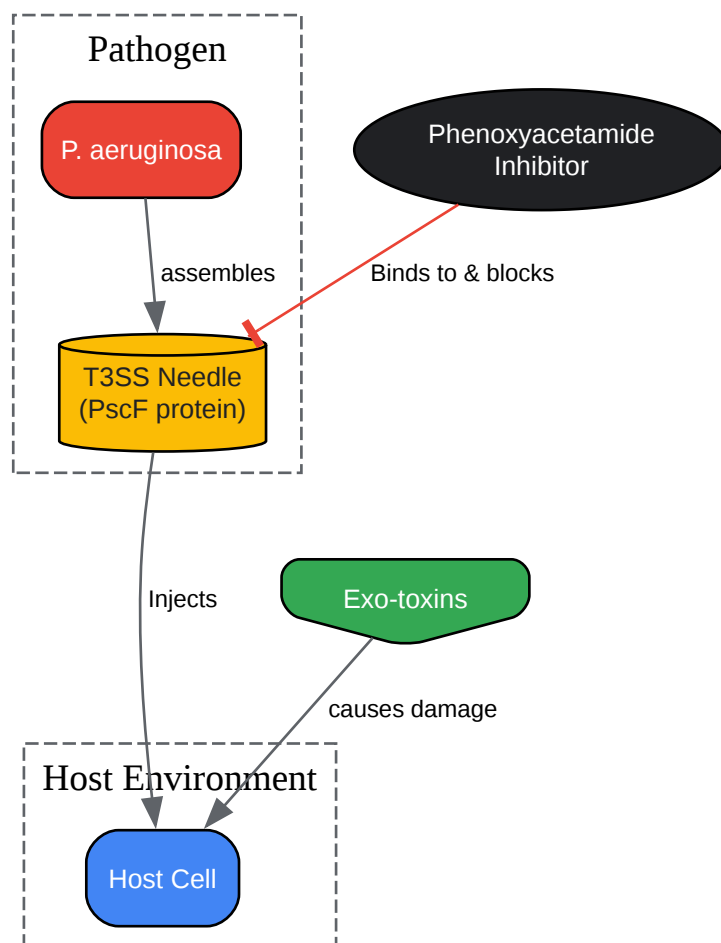 Pathogen
P. aeruginosa
Phenoxyacetamide
Inhibitor
assembles
Binds to & blocks
T3SS Needle
(PscF protein)
Injects
Exo-toxins
causes damage
Host Environment
Host Cell